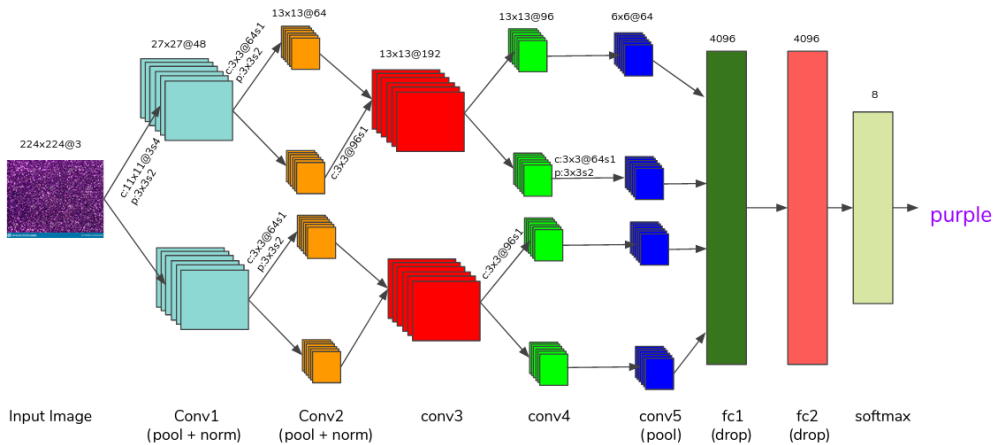 224x224@3
c:11x11@3s4
p:3x3s2
27x27@48
c:3x3@64s1
p:3x3s2
c:3x3@64s1
p:3x3s2
13x13@64
c:3x3@96s1
13x13@192
c:3x3@96s1
13x13@96
c:3x3@64s1
p:3x3s2
6x6@64
4096
4096
8
purple
Input Image
Conv1
(pool + norm)
Conv2
(pool + norm)
conv3
conv4
conv5
(pool)
fc1
(drop)
fc2
(drop)
softmax